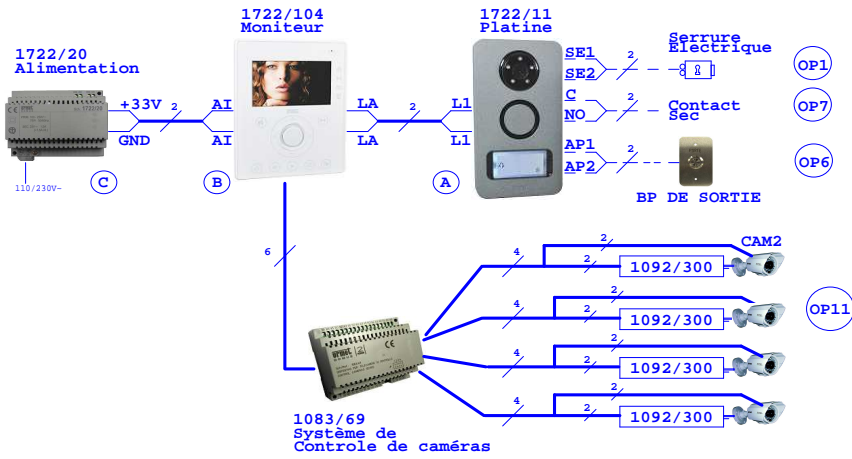 1722/104
Moniteur
1722/11
Platine
1722/20
Alimentation
+33V
GND
2
AI
AI
LA
LA
2
L1
L1
SE1
SE2
2
Serrure
Electrique
OP1
C
NO
2
Contact
Sec
OP7
AP1
AP2
2
BP DE SORTIE
OP6
110/230V~
C
B
A
6
CAM2
4
2
2
1092/300
4
2
2
1092/300
OP11
4
2
2
1092/300
4
2
2
1092/300
urmet
CE
1083/69
Système de
Controle de caméras